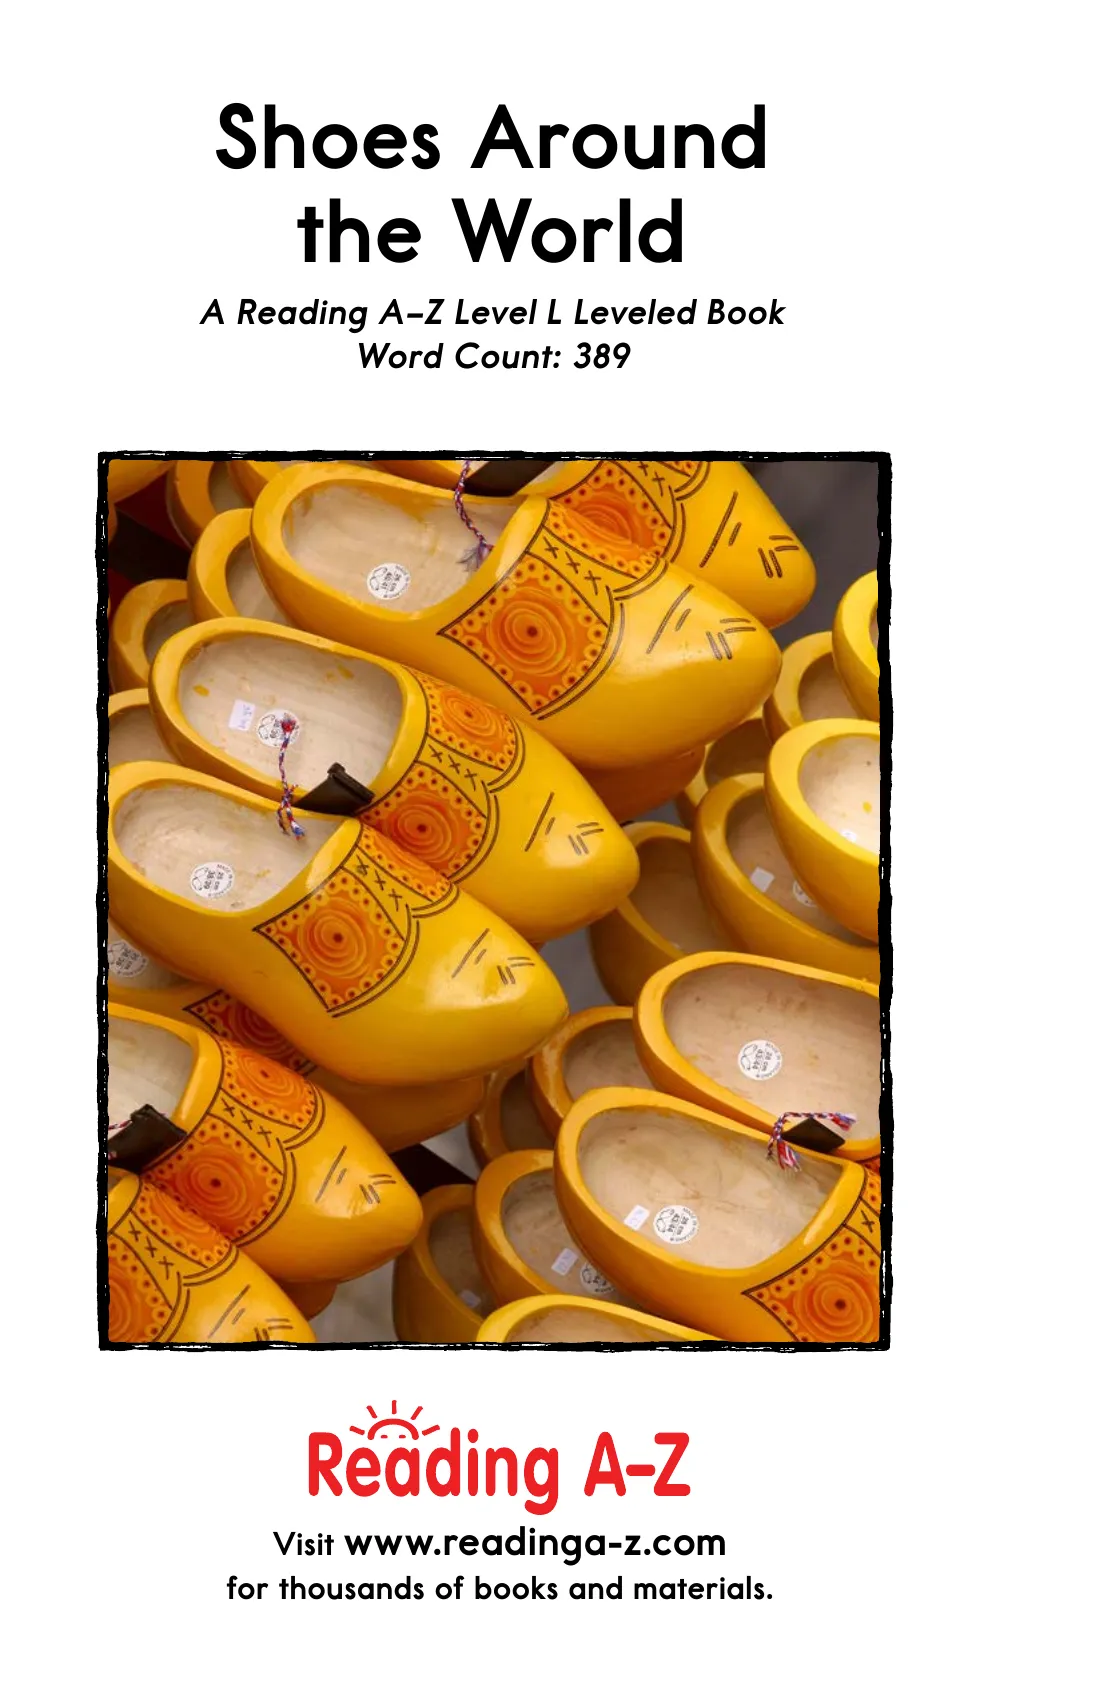 Shoes Around
the World
A Reading A–Z Level L Leveled Book
Word Count: 389
Reading A–Z
Visit www.readinga-z.com
for thousands of books and materials.